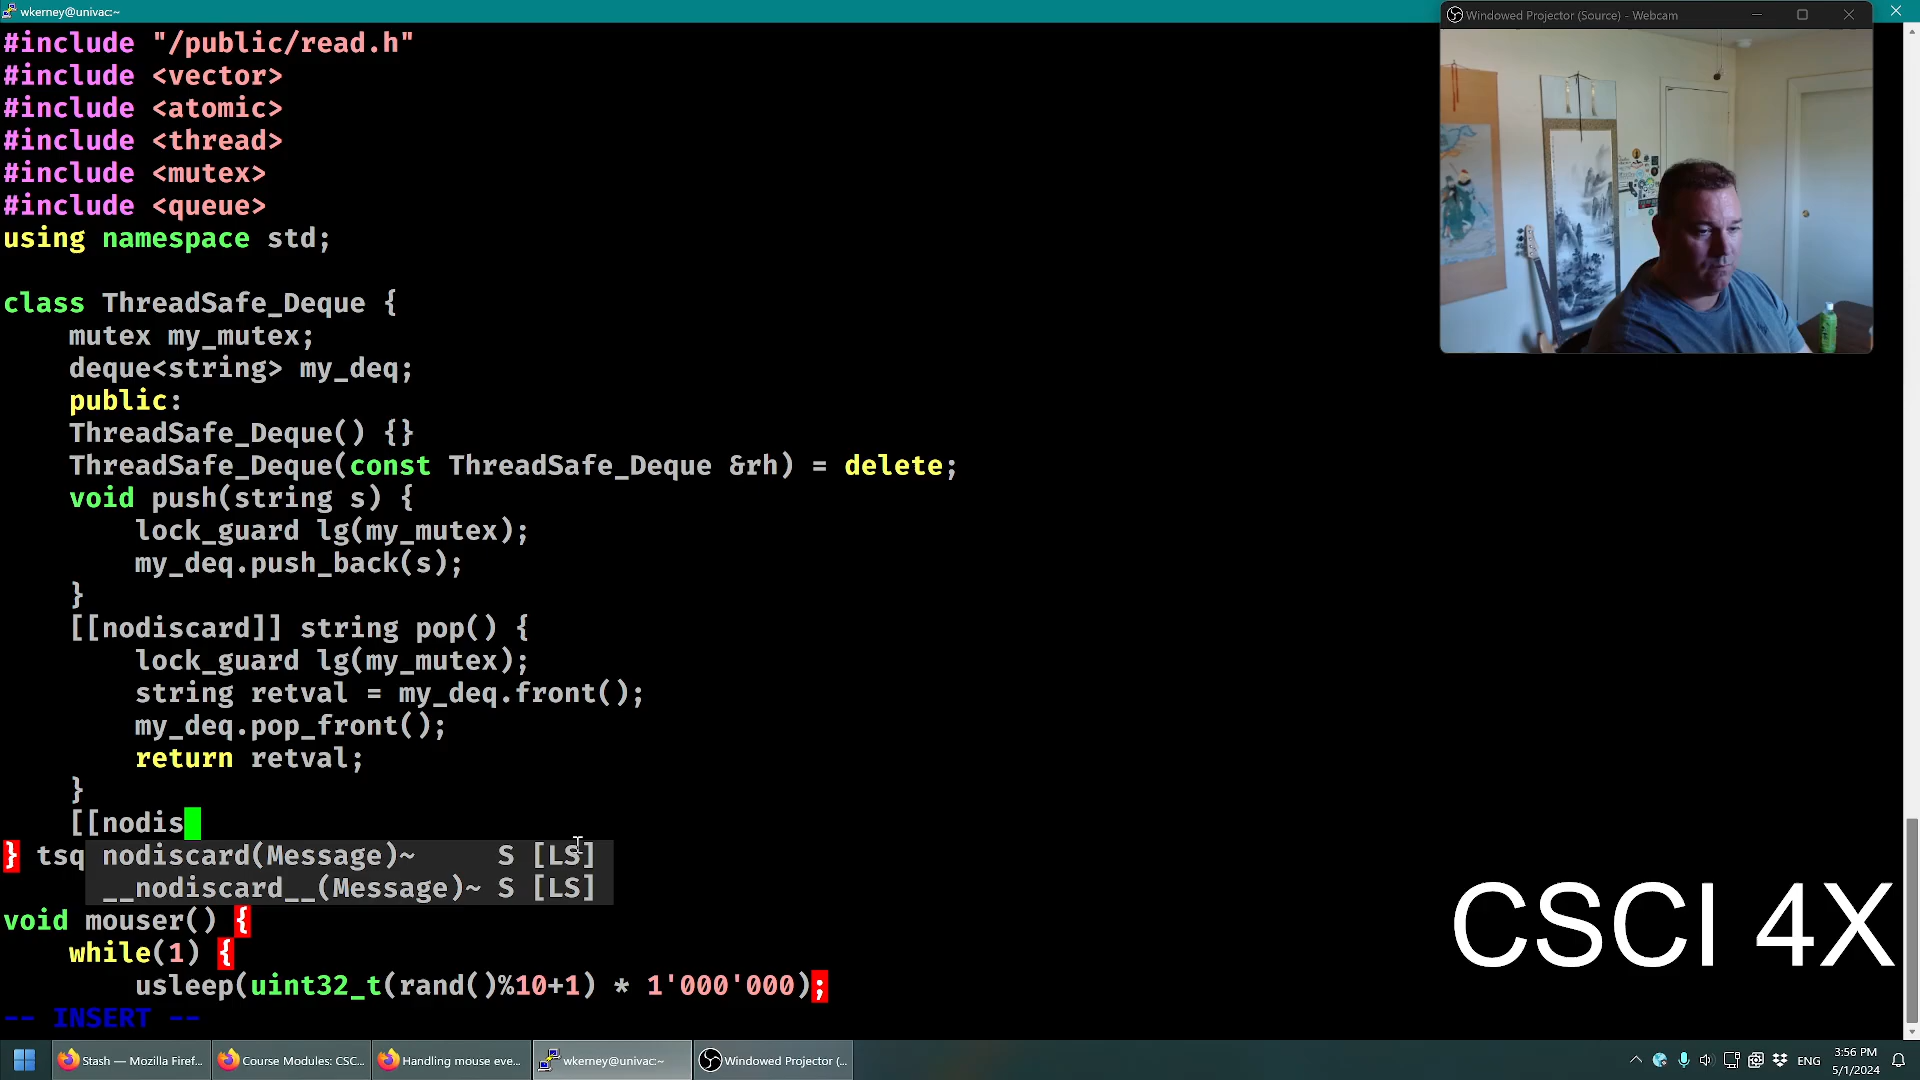 wkerney@univac:~
Windowed Projector (Source) - Webcam
#include "/public/read.h"
#include <vector>
#include <atomic>
#include <thread>
#include <mutex>
#include <queue>
using namespace std;
class ThreadSafe_Deque {
mutex my_mutex;
deque<string> my_deq;
public:
ThreadSafe_Deque() {}
ThreadSafe_Deque(const ThreadSafe_Deque &rh) = delete;
void push(string s) {
lock_guard lg(my_mutex);
my_deq.push_back(s);
}
[[nodiscard]] string pop() {
lock_guard lg(my_mutex);
string retval = my_deq.front();
my_deq.pop_front();
return retval;
}
[[nodis
} tsq nodiscard(Message)~ S [LS]
__nodiscard__(Message)~ S [LS]
void mouser() {
while(1) {
usleep(uint32_t(rand()%10+1) * 1'000'000);
-- INSERT --
CSCI 4X
Stash — Mozilla Firef...
Course Modules: CSC...
Handling mouse eve...
wkerney@univac:~
Windowed Projector (...
ENG
3:56 PM
5/1/2024